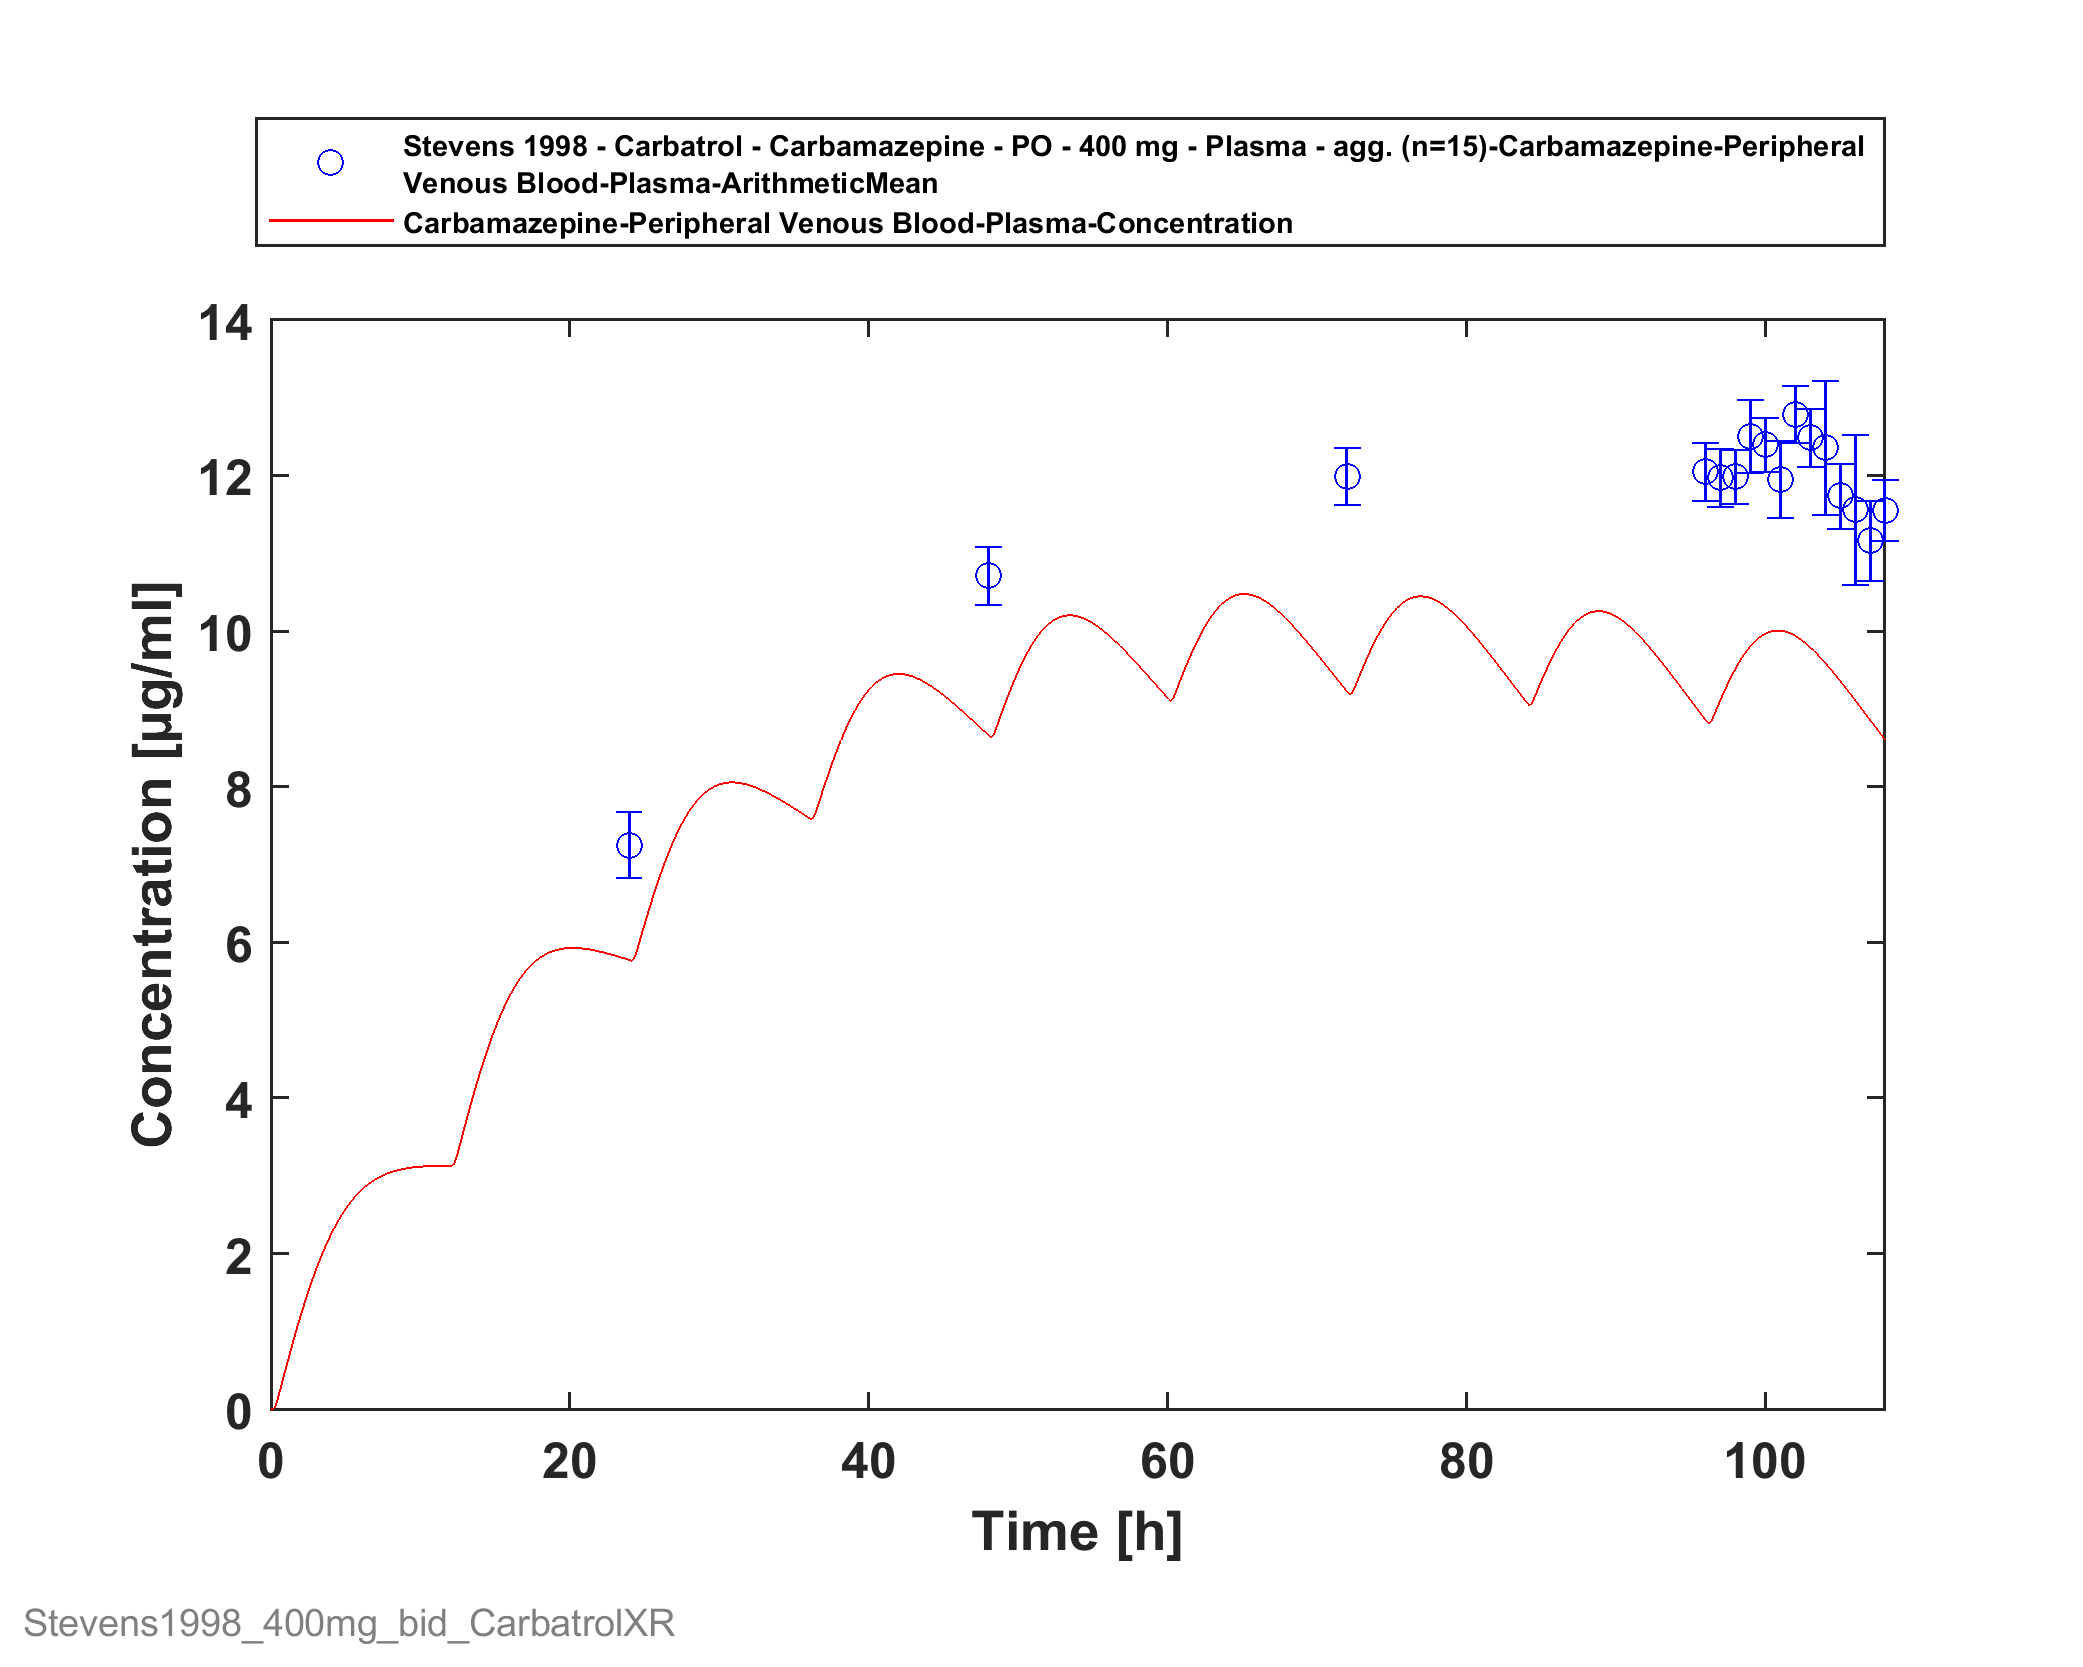 Stevens 1998 - Carbatrol - Carbamazepine - PO - 400 mg - Plasma - agg. (n=15)-Carbamazepine-Peripheral
Venous Blood-Plasma-ArithmeticMean
Carbamazepine-Peripheral Venous Blood-Plasma-Concentration
14
12
10
8
6
4
2
0
Concentration [µg/ml]
0 20 40 60 80 100
Time [h]
Stevens1998_400mg_bid_CarbatrolXR